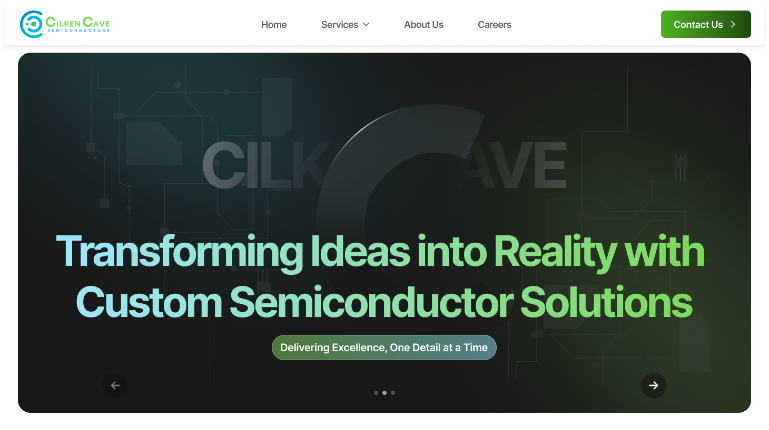 CILKEN CAVE
SEMICONDUCTORS
Home
Services
About Us
Careers
Contact Us
CILK AVE
Transforming Ideas into Reality with
Custom Semiconductor Solutions
Delivering Excellence, One Detail at a Time